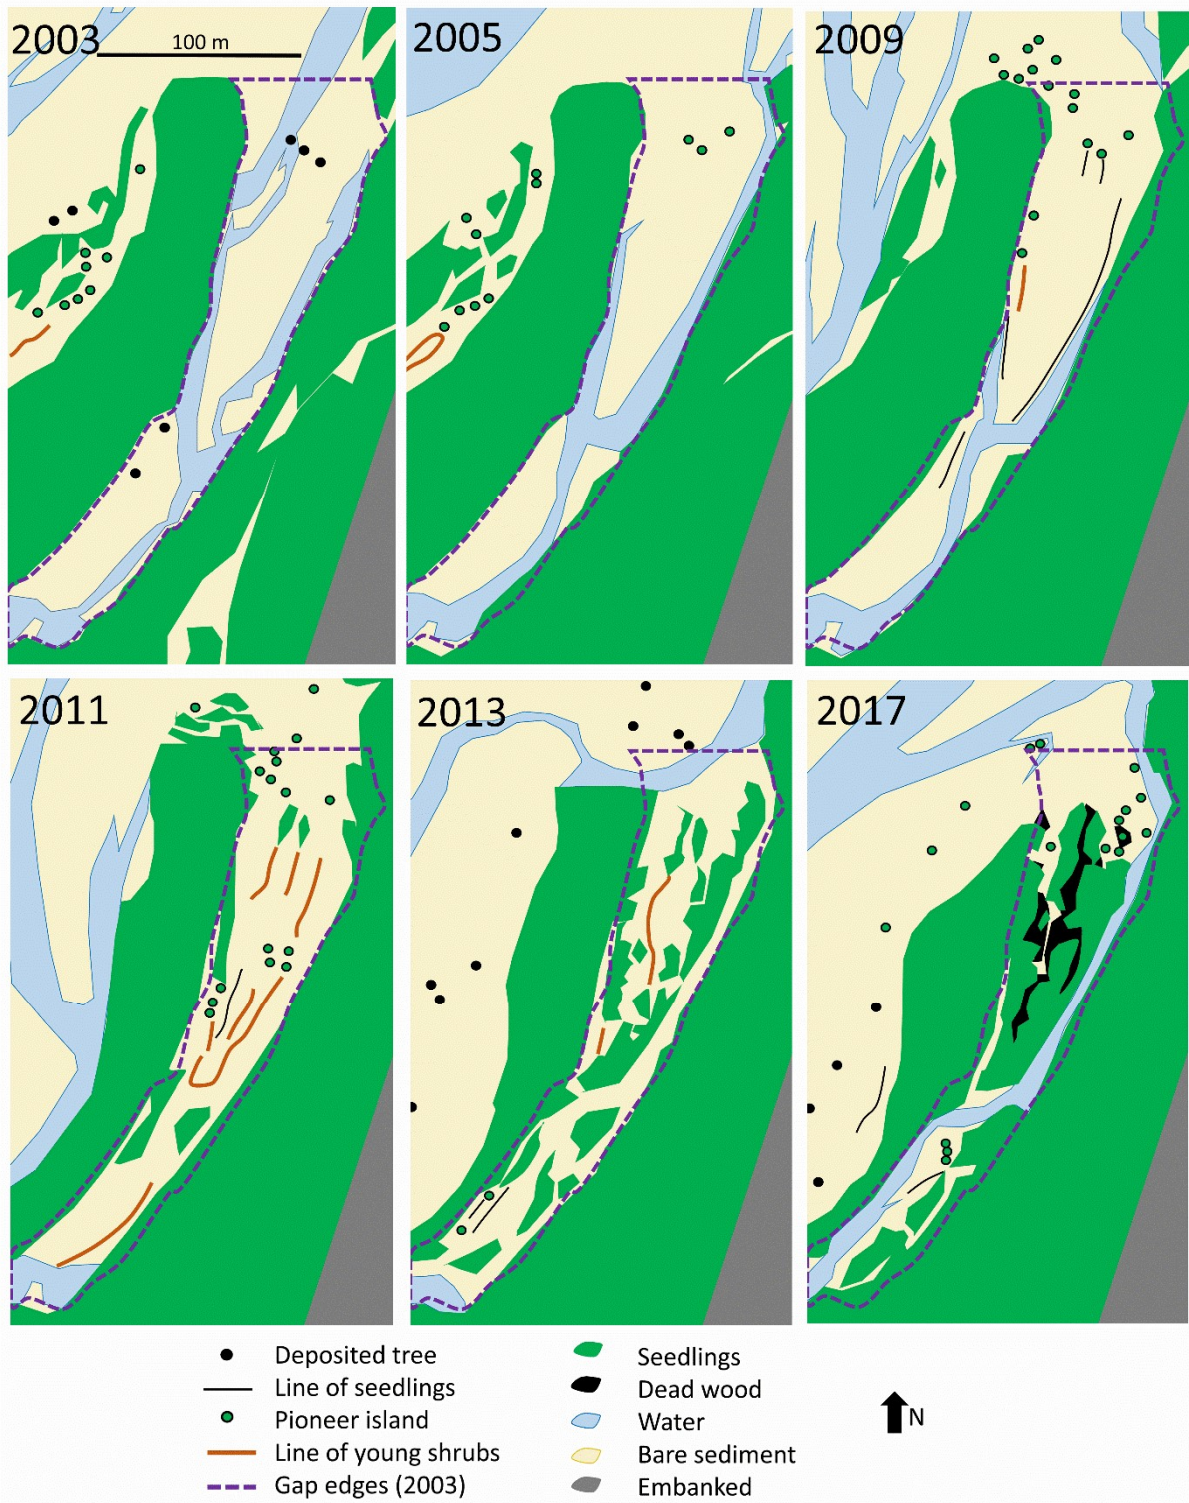 2003
100 m
2005
2009
2011
2013
2017
Deposited tree
Line of seedlings
Pioneer island
Line of young shrubs
Gap edges (2003)
Seedlings
Dead wood
Water
Bare sediment
Embanked
N